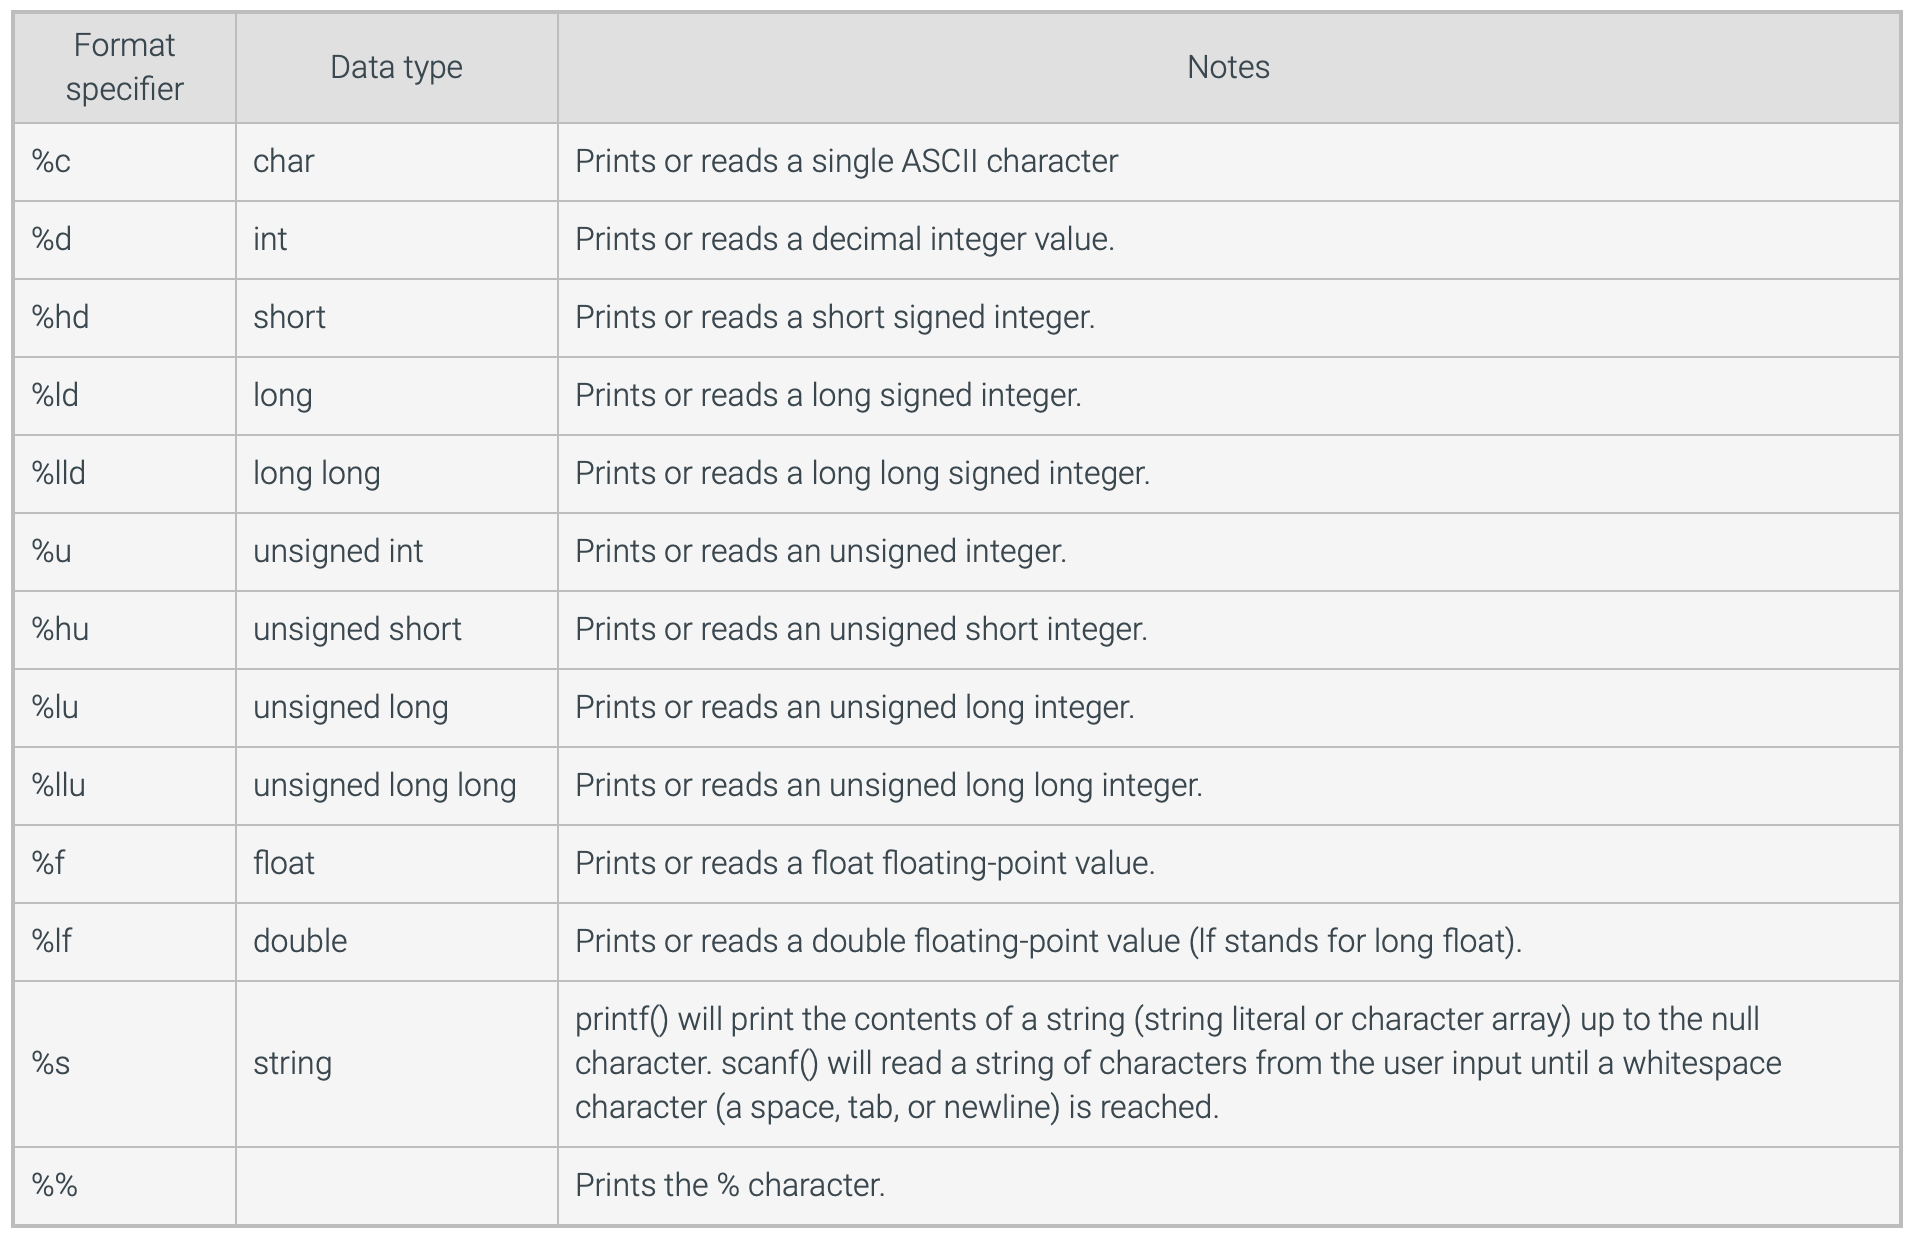 Format
specifier
Data type
Notes
%c
char
Prints or reads a single ASCII character
%d
int
Prints or reads a decimal integer value.
%hd
short
Prints or reads a short signed integer.
%ld
long
Prints or reads a long signed integer.
%lld
long long
Prints or reads a long long signed integer.
%u
unsigned int
Prints or reads an unsigned integer.
%hu
unsigned short
Prints or reads an unsigned short integer.
%lu
unsigned long
Prints or reads an unsigned long integer.
%llu
unsigned long long
Prints or reads an unsigned long long integer.
%f
float
Prints or reads a float floating-point value.
%lf
double
Prints or reads a double floating-point value (lf stands for long float).
%s
string
printf() will print the contents of a string (string literal or character array) up to the null
character. scanf() will read a string of characters from the user input until a whitespace
character (a space, tab, or newline) is reached.
%%
Prints the % character.